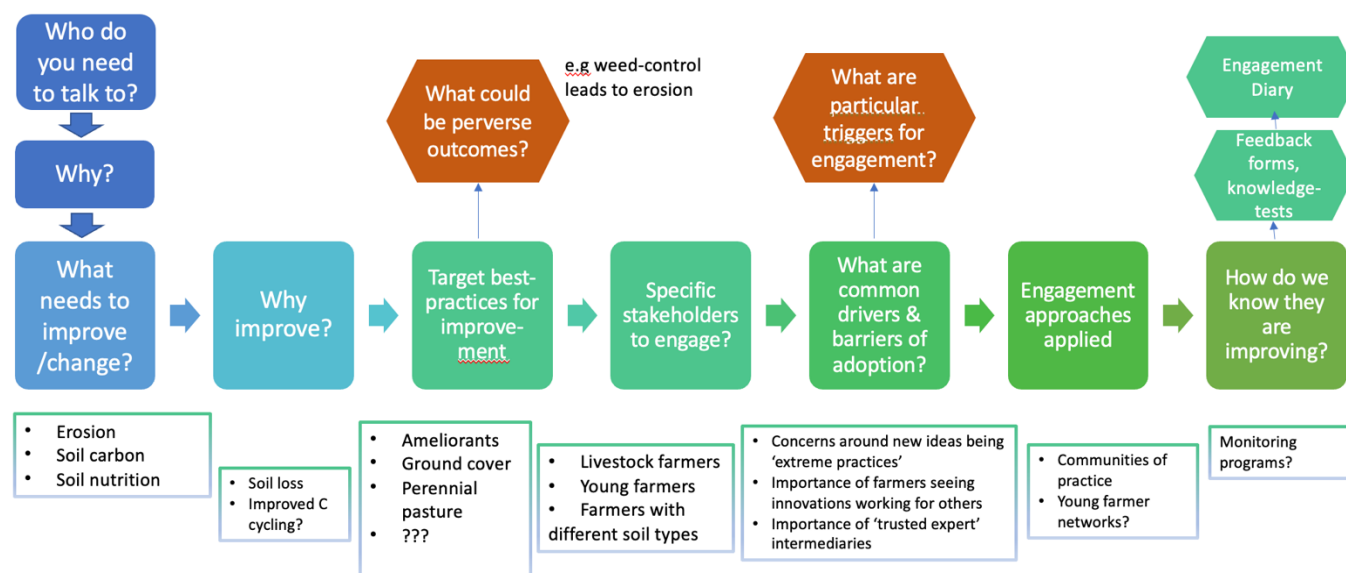 Who do
you need
to talk to?
Why?
What
needs to
improve
/change?
Why
improve?
What could
be perverse
outcomes?
e.g weed-control
leads to erosion
Target best-
practices for
improve-
ment
Specific
stakeholders
to engage?
What are
particular
triggers for
engagement?
What are
common
drivers &
barriers of
adoption?
Engagement
approaches
applied
Engagement
Diary
Feedback
forms,
knowledge-
tests
How do we
know they
are
improving?
• Erosion
• Soil carbon
• Soil nutrition
• Soil loss
• Improved C
cycling?
• Ameliorants
• Ground cover
• Perennial
pasture
• ???
• Livestock farmers
• Young farmers
• Farmers with
different soil types
• Concerns around new ideas being
‘extreme practices’
• Importance of farmers seeing
innovations working for others
• Importance of ‘trusted expert’
intermediaries
• Communities of
practice
• Young farmer
networks?
Monitoring
programs?